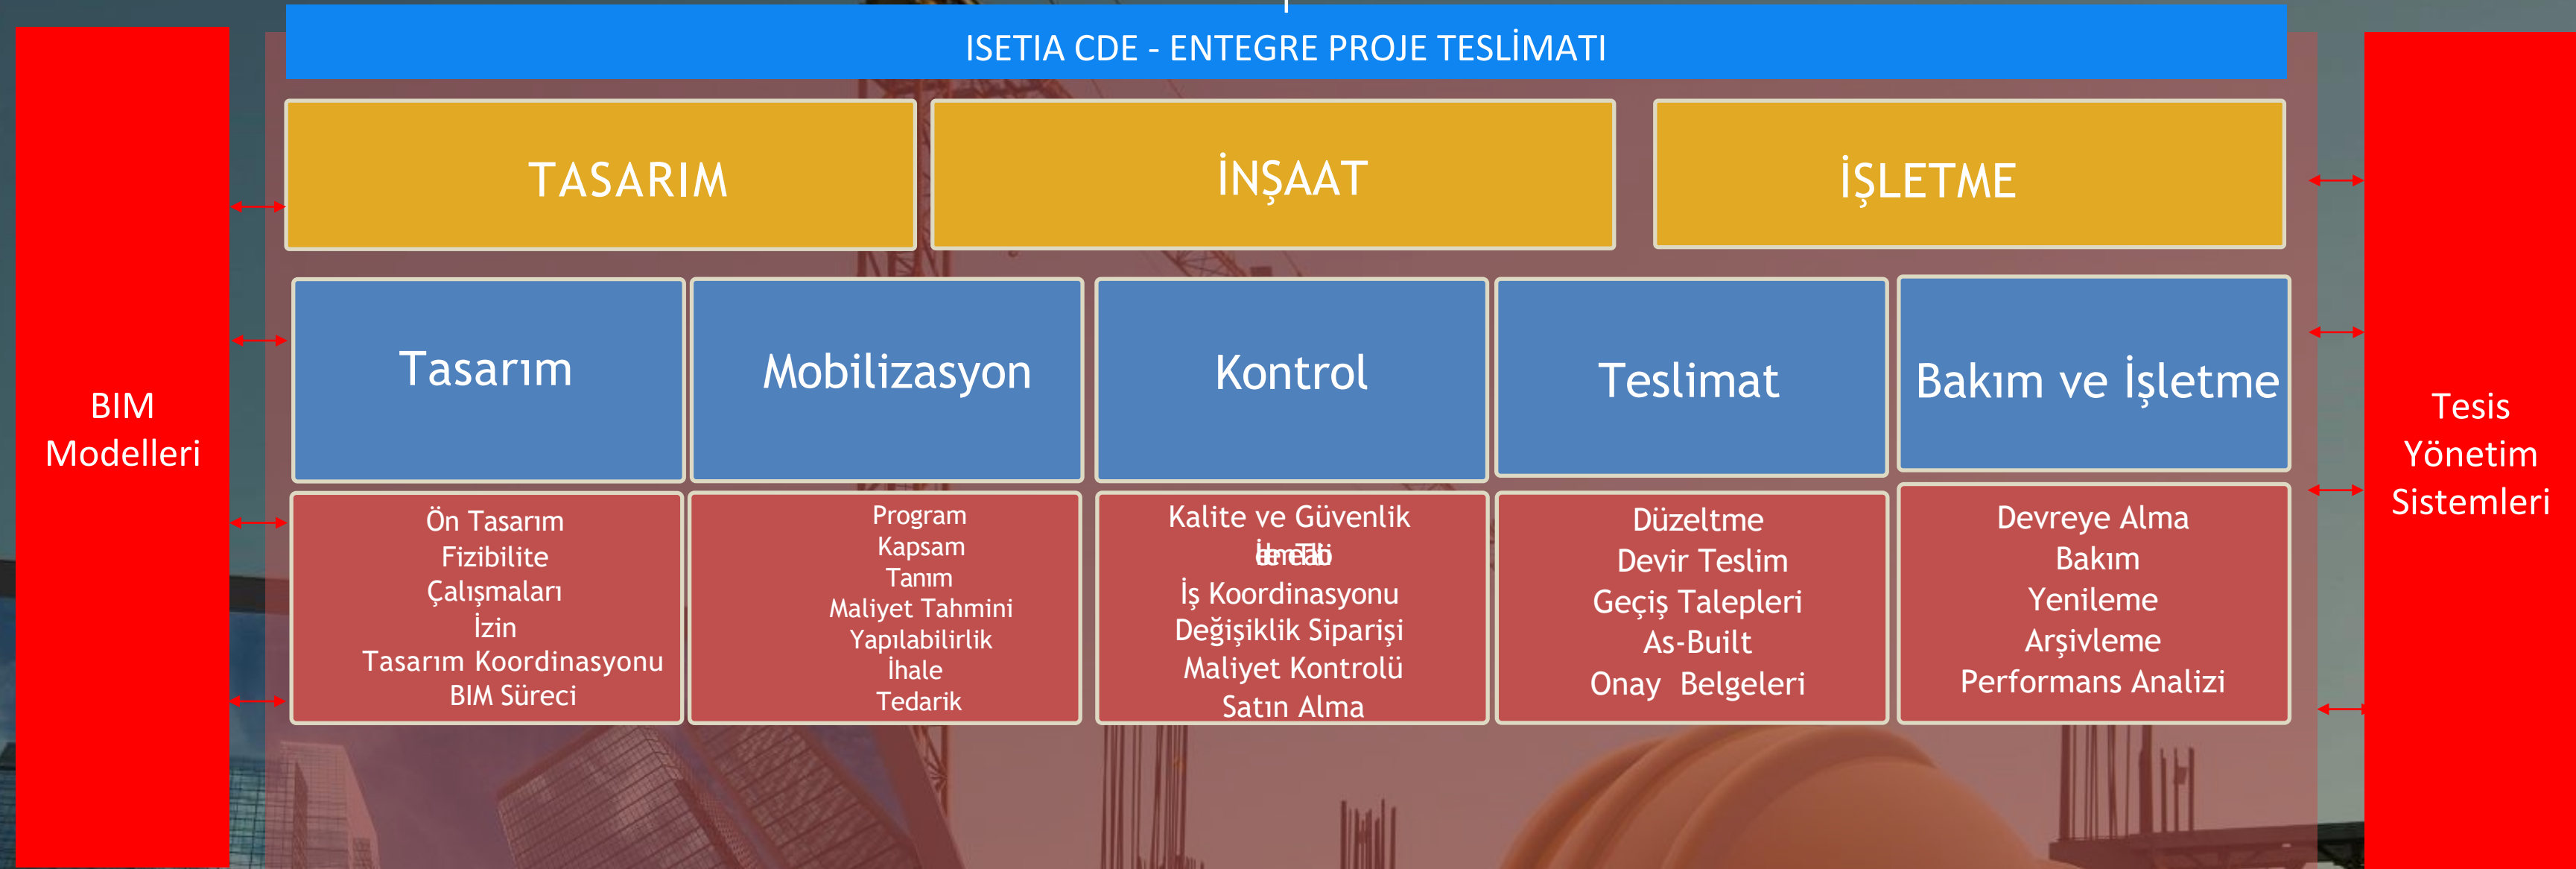 ISETIA CDE - ENTEGRE PROJE TESLİMATI
TASARIM
İNŞAAT
İŞLETME
BIM
Modelleri
Tasarım
Mobilizasyon
Kontrol
Teslimat
Bakım ve İşletme
Tesis
Yönetim
Sistemleri
Ön Tasarım
Fizibilite
Çalışmaları
İzin
Tasarım Koordinasyonu
BIM Süreci
Program
Kapsam
Tanım
Maliyet Tahmini
Yapılabilirlik
İhale
Tedarik
Kalite ve Güvenlik
İş Koordinasyonu
Değişiklik Siparişi
Maliyet Kontrolü
Satın Alma
Düzeltme
Devir Teslim
Geçiş Talepleri
As-Built
Onay Belgeleri
Devreye Alma
Bakım
Yenileme
Arşivleme
Performans Analizi